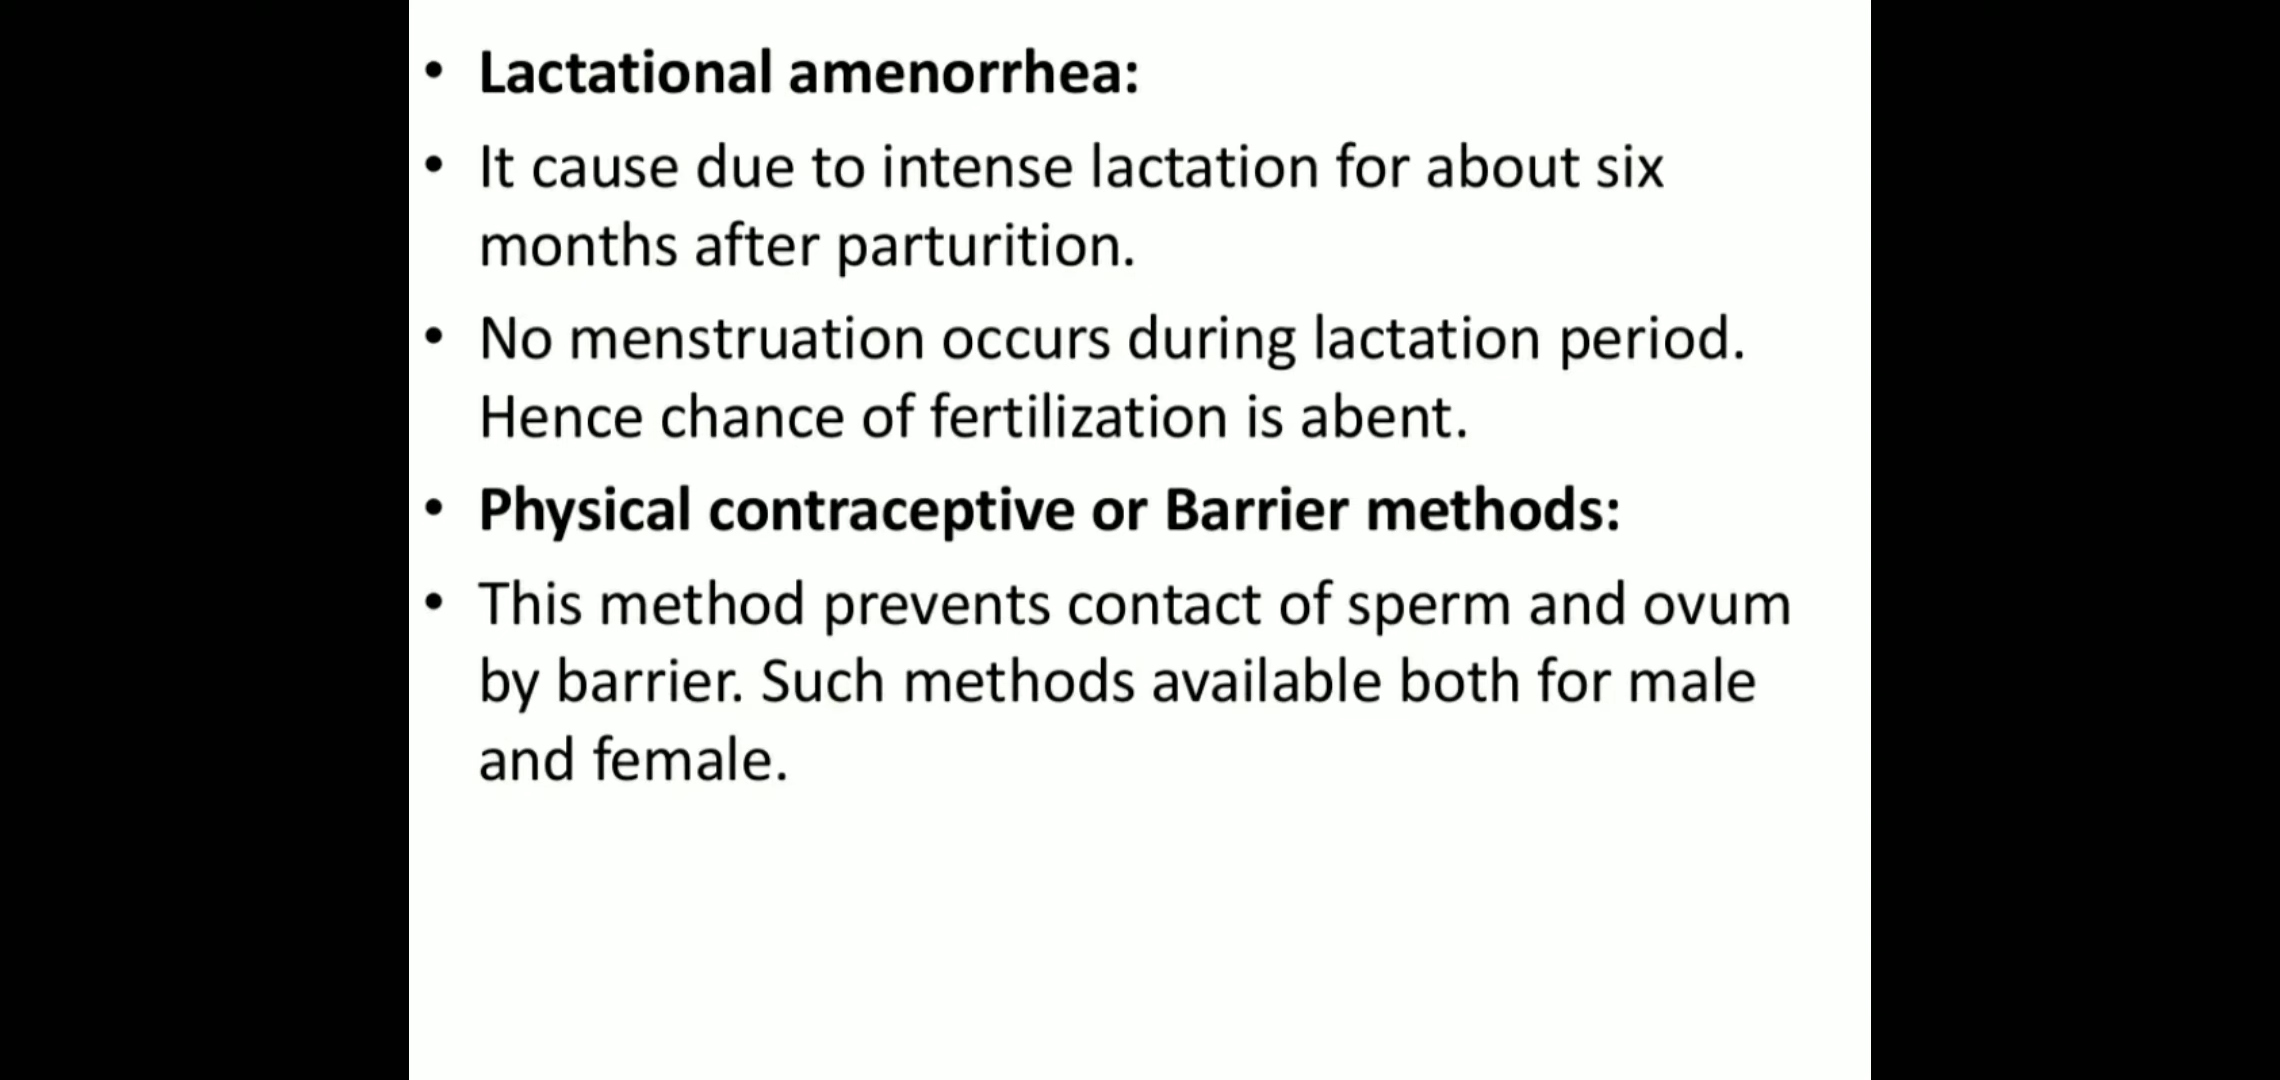 • Lactational amenorrhea:
• It cause due to intense lactation for about six
months after parturition.
• No menstruation occurs during lactation period.
Hence chance of fertilization is abent.
• Physical contraceptive or Barrier methods:
• This method prevents contact of sperm and ovum
by barrier. Such methods available both for male
and female.